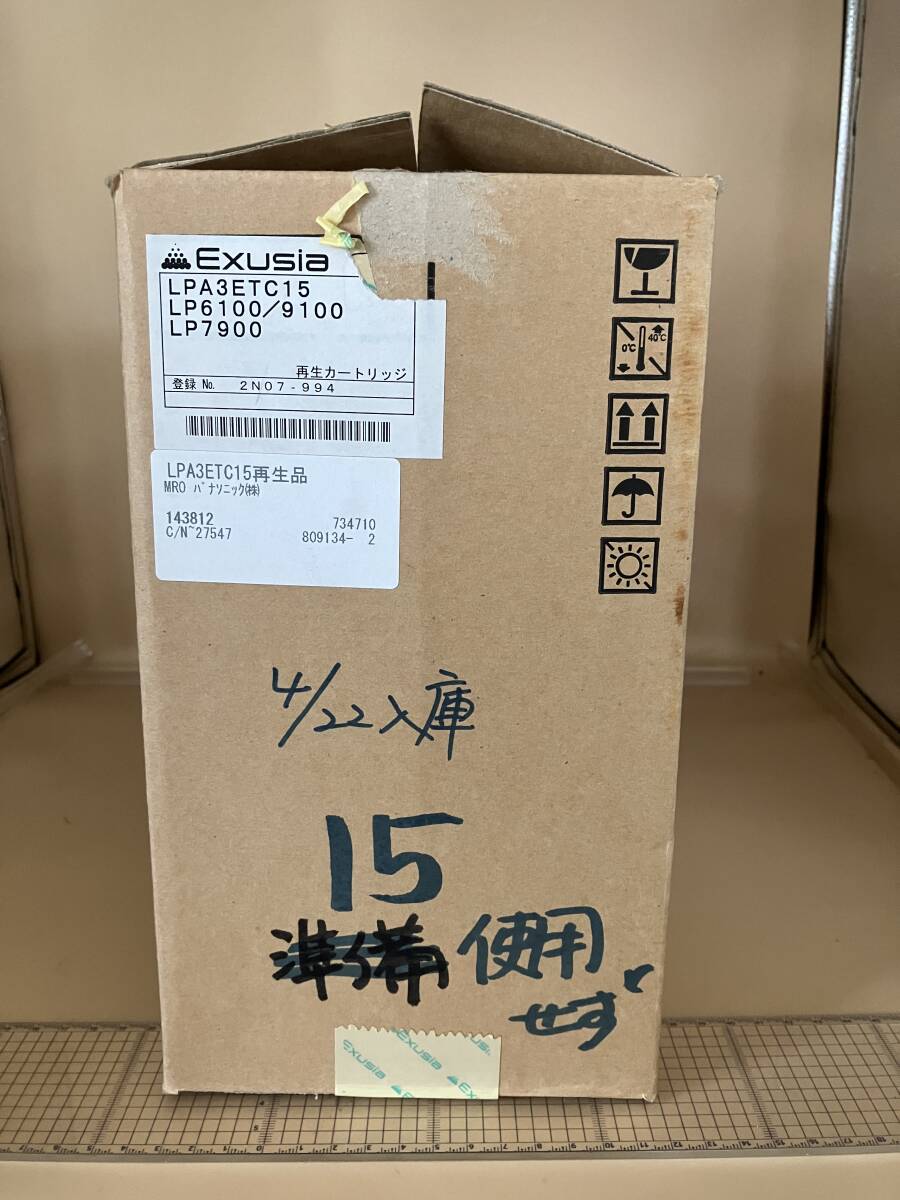 Exusia
LPA3ETC15
LP6100/9100
LP7900
再生カートリッジ
登録 No. 2N07-994
LPA3ETC15再生品
MRO パナソニック㈱
143812 734710
C/N~27547 809134- 2
0℃ 40℃
4/22入庫
15
準備 使用
せず
Exusia Exusia